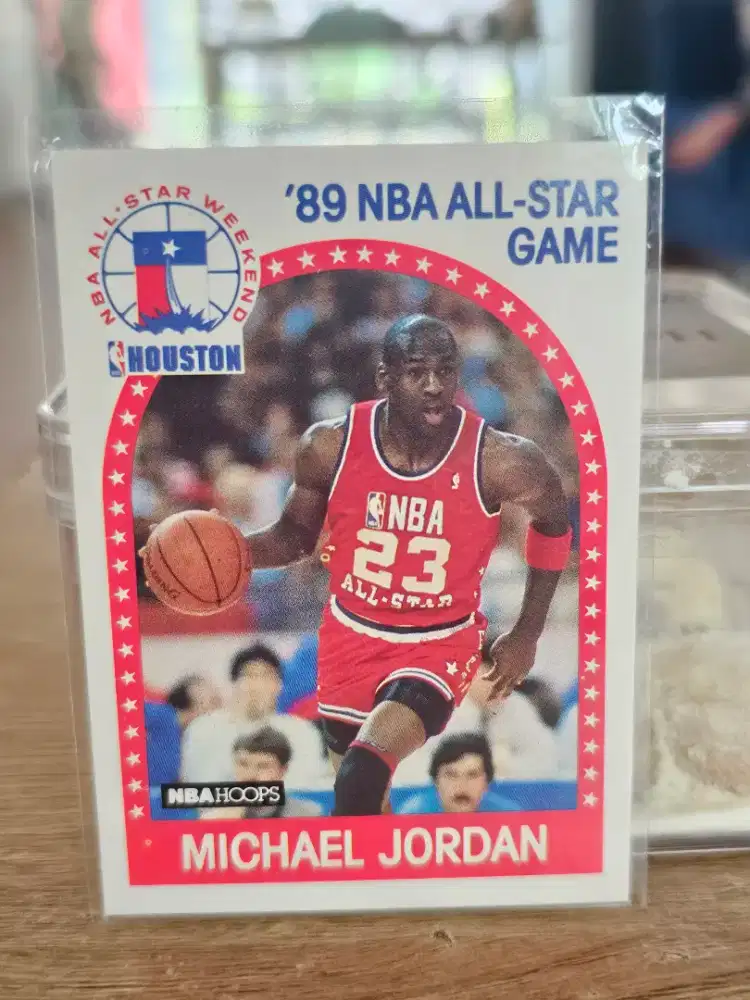 '89 NBA ALL-STAR
GAME
NBA ALL·STAR WEEKEND
HOUSTON
NBA
23
ALL-STAR
NBA HOOPS
MICHAEL JORDAN